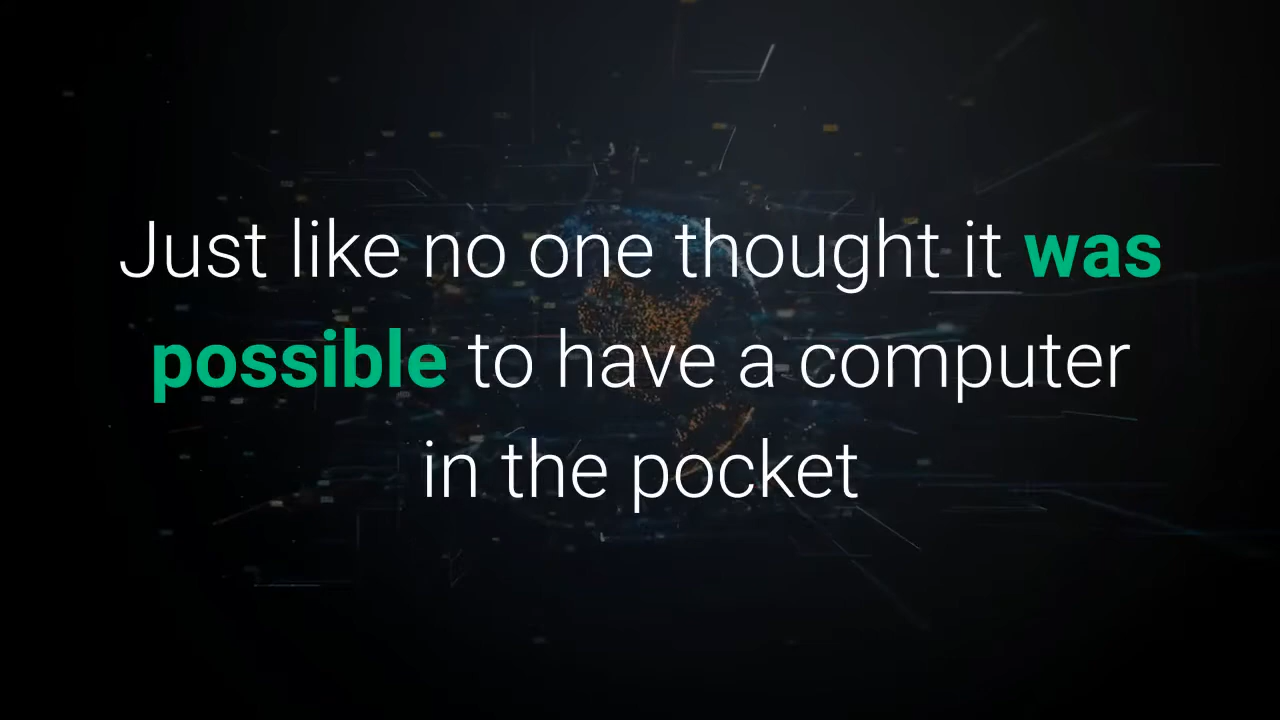 Just like no one thought it was
possible to have a computer
in the pocket